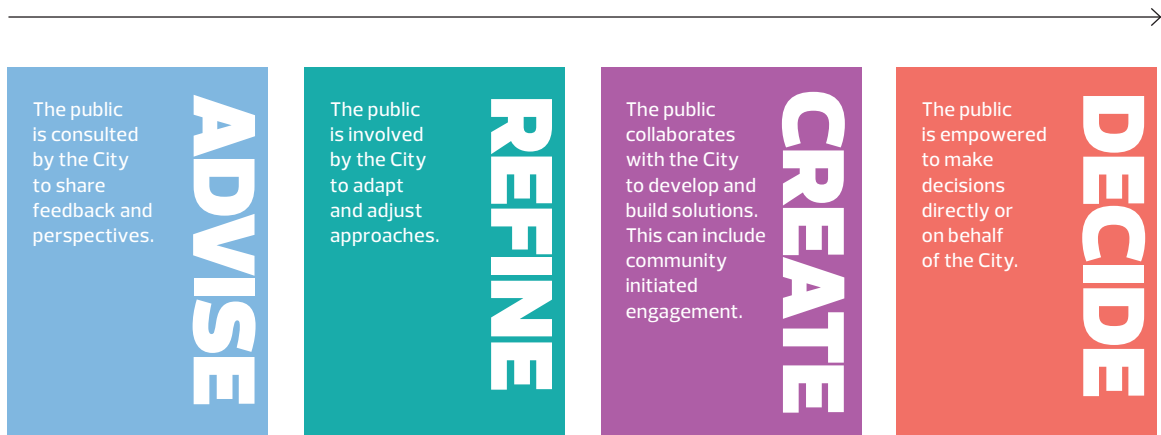 The public
is consulted
by the City
to share
feedback and
perspectives.
ADVISE
The public
is involved
by the City
to adapt
and adjust
approaches.
REFINE
The public
collaborates
with the City
to develop and
build solutions.
This can include
community
initiated
engagement.
CREATE
The public
is empowered
to make
decisions
directly or
on behalf
of the City.
DECIDE